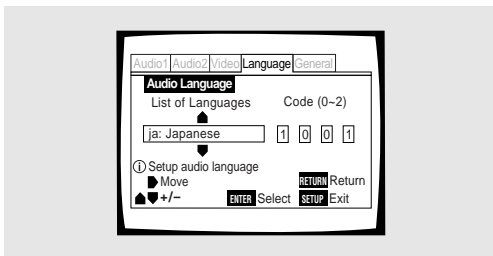 Audio1 Audio2 Video Language General
Audio Language
List of Languages Code (0~2)
ja: Japanese 1 0 0 1
i Setup audio language
Move RETURN Return
+/− ENTER Select SETUP Exit